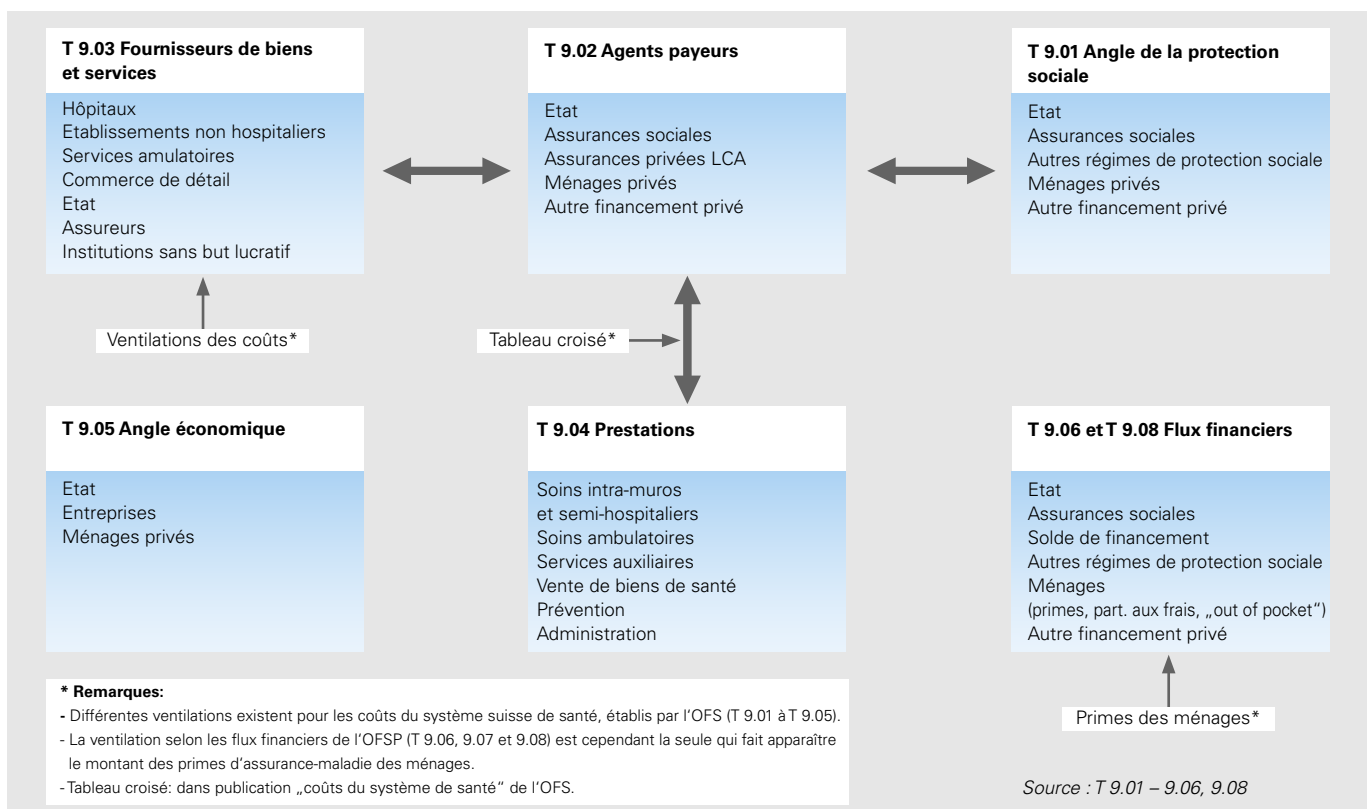 T 9.03 Fournisseurs de biens
et services
Hôpitaux
Etablissements non hospitaliers
Services amulatoires
Commerce de détail
Etat
Assureurs
Institutions sans but lucratif
Ventilations des coûts*
T 9.02 Agents payeurs
Etat
Assurances sociales
Assurances privées LCA
Ménages privés
Autre financement privé
Tableau croisé*
T 9.01 Angle de la protection
sociale
Etat
Assurances sociales
Autres régimes de protection sociale
Ménages privés
Autre financement privé
T 9.05 Angle économique
Etat
Entreprises
Ménages privés
T 9.04 Prestations
Soins intra-muros
et semi-hospitaliers
Soins ambulatoires
Services auxiliaires
Vente de biens de santé
Prévention
Administration
T 9.06 et T 9.08 Flux financiers
Etat
Assurances sociales
Solde de financement
Autres régimes de protection sociale
Ménages
(primes, part. aux frais, „out of pocket“)
Autre financement privé
Primes des ménages*
* Remarques:
- Différentes ventilations existent pour les coûts du système suisse de santé, établis par l'OFS (T 9.01 à T 9.05).
- La ventilation selon les flux financiers de l'OFSP (T 9.06, 9.07 et 9.08) est cependant la seule qui fait apparaître
le montant des primes d'assurance-maladie des ménages.
- Tableau croisé: dans publication „coûts du système de santé“ de l'OFS.
Source : T 9.01 – 9.06, 9.08